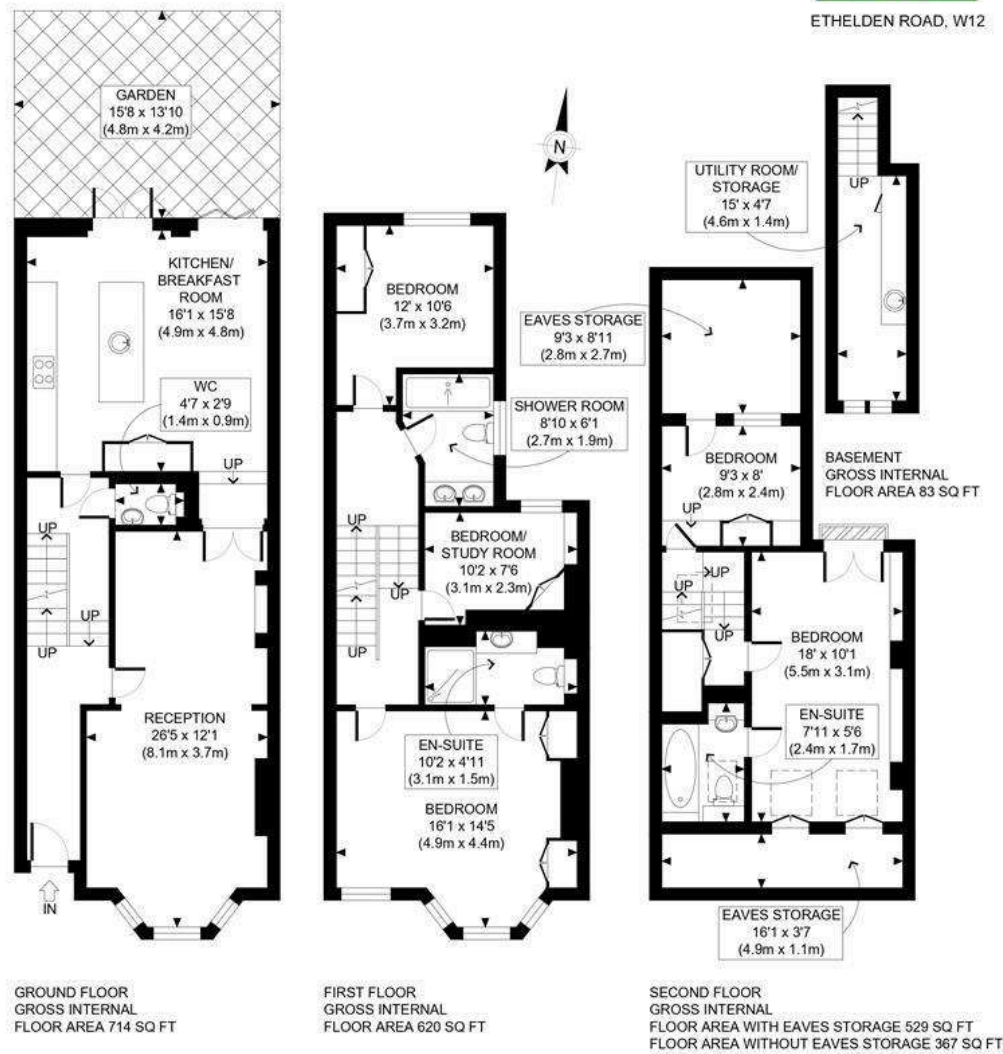 ETHELDEN ROAD, W12
GARDEN
15'8 x 13'10
(4.8m x 4.2m)
N
KITCHEN/
BREAKFAST
ROOM
16'1 x 15'8
(4.9m x 4.8m)
WC
4'7 x 2'9
(1.4m x 0.9m)
UP
UP
UP
UP
RECEPTION
26'5 x 12'1
(8.1m x 3.7m)
IN
GROUND FLOOR
GROSS INTERNAL
FLOOR AREA 714 SQ FT
BEDROOM
12' x 10'6
(3.7m x 3.2m)
SHOWER ROOM
8'10 x 6'1
(2.7m x 1.9m)
UP
UP
UP
BEDROOM/
STUDY ROOM
10'2 x 7'6
(3.1m x 2.3m)
EN-SUITE
10'2 x 4'11
(3.1m x 1.5m)
BEDROOM
16'1 x 14'5
(4.9m x 4.4m)
FIRST FLOOR
GROSS INTERNAL
FLOOR AREA 620 SQ FT
EAVES STORAGE
9'3 x 8'11
(2.8m x 2.7m)
BEDROOM
9'3 x 8'
(2.8m x 2.4m)
UP
UP
UP
UP
BEDROOM
18' x 10'1
(5.5m x 3.1m)
EN-SUITE
7'11 x 5'6
(2.4m x 1.7m)
EAVES STORAGE
16'1 x 3'7
(4.9m x 1.1m)
SECOND FLOOR
GROSS INTERNAL
FLOOR AREA WITH EAVES STORAGE 529 SQ FT
FLOOR AREA WITHOUT EAVES STORAGE 367 SQ FT
UTILITY ROOM/
STORAGE
15' x 4'7
(4.6m x 1.4m)
UP
BASEMENT
GROSS INTERNAL
FLOOR AREA 83 SQ FT